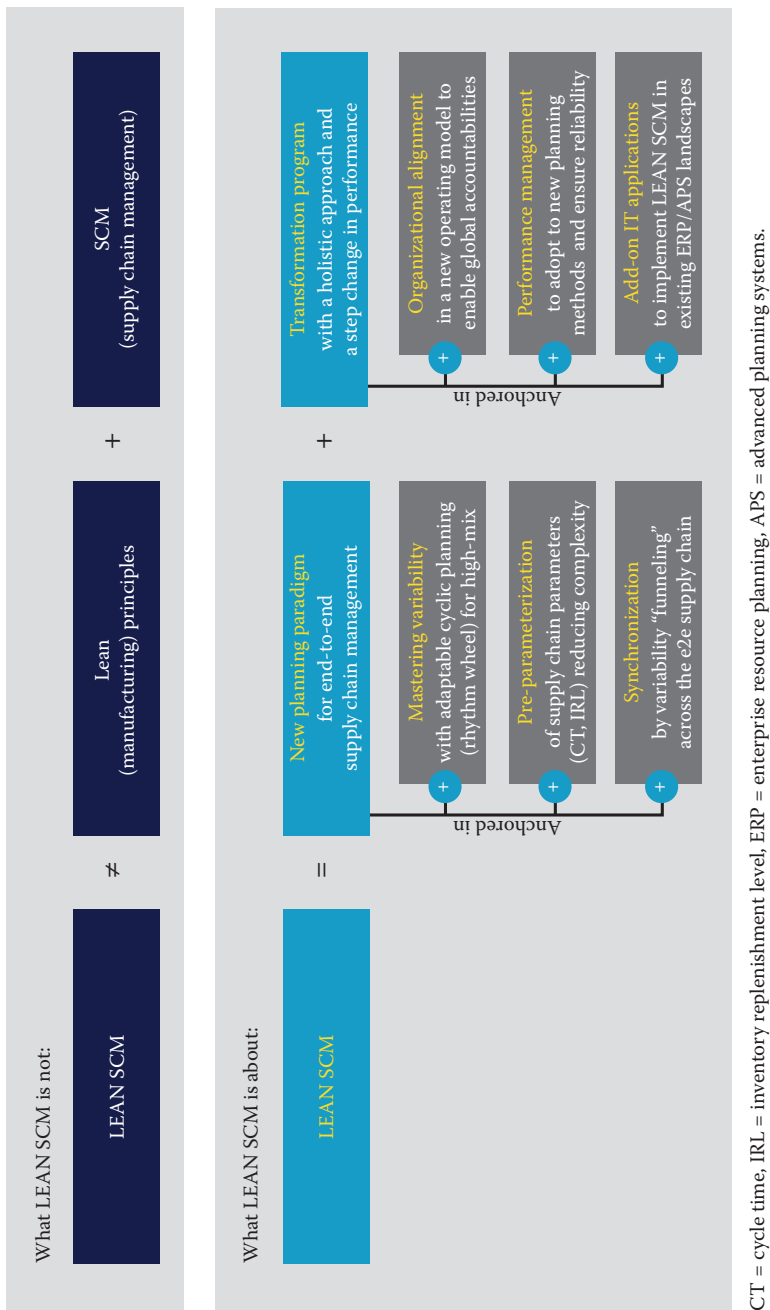 What LEAN SCM is not:
LEAN SCM
≠
Lean
(manufacturing) principles
+
SCM
(supply chain management)
What LEAN SCM is about:
LEAN SCM
=
New planning paradigm
for end-to-end
supply chain management
Anchored in
+
Mastering variability
with adaptable cyclic planning
(rhythm wheel) for high-mix
+
Pre-parameterization
of supply chain parameters
(CT, IRL) reducing complexity
+
Synchronization
by variability “funneling”
across the e2e supply chain
+
Transformation program
with a holistic approach and
a step change in performance
Anchored in
+
Organizational alignment
in a new operating model to
enable global accountabilities
+
Performance management
to adopt to new planning
methods and ensure reliability
+
Add-on IT applications
to implement LEAN SCM in
existing ERP/APS landscapes
CT = cycle time, IRL = inventory replenishment level, ERP = enterprise resource planning, APS = advanced planning systems.